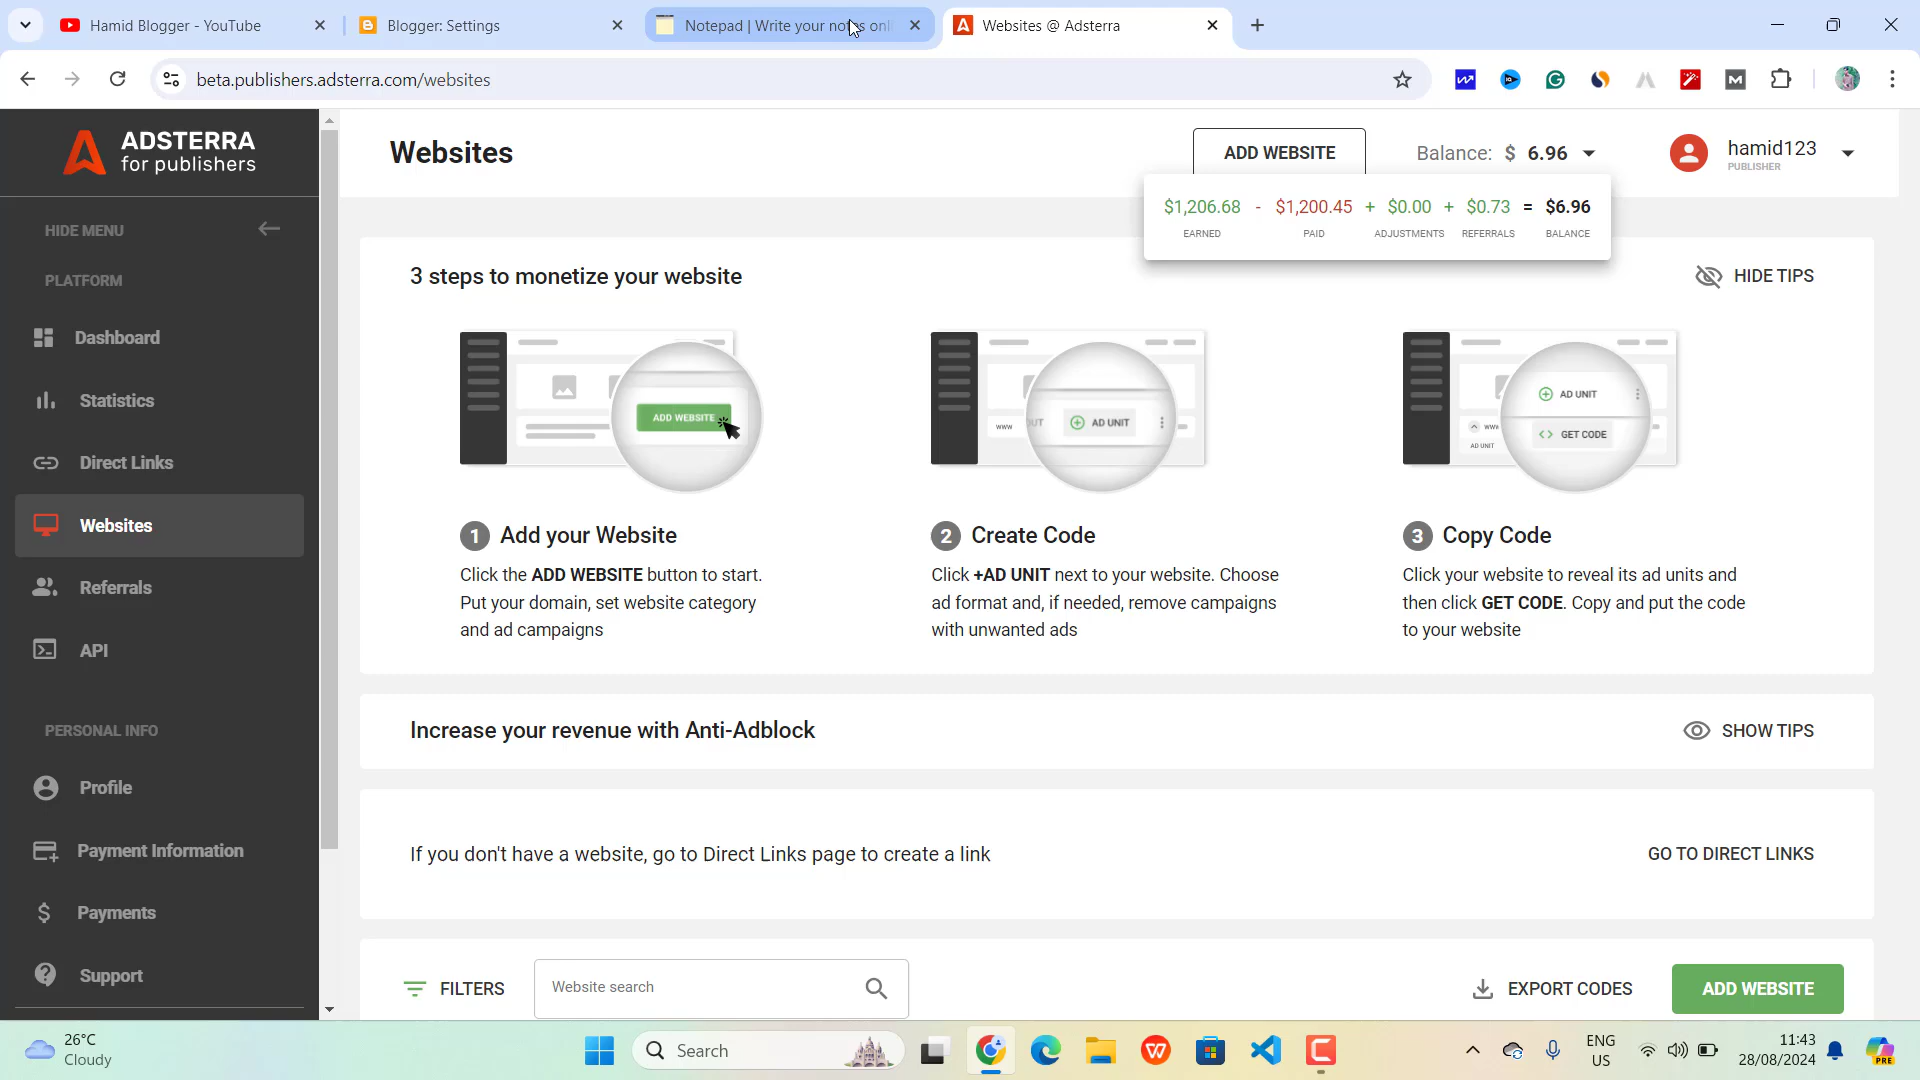 Hamid Blogger - YouTube
Blogger: Settings
Notepad | Write your notes onl
Websites @ Adsterra
beta.publishers.adsterra.com/websites
ADSTERRA
for publishers
Websites
ADD WEBSITE
Balance: $ 6.96
hamid123
PUBLISHER
$1,206.68 - $1,200.45 + $0.00 + $0.73 = $6.96
EARNED PAID ADJUSTMENTS REFERRALS BALANCE
HIDE MENU
PLATFORM
Dashboard
Statistics
Direct Links
Websites
Referrals
API
PERSONAL INFO
Profile
Payment Information
Payments
Support
3 steps to monetize your website
HIDE TIPS
ADD WEBSITE
www
OUT
AD UNIT
AD UNIT
www
GET CODE
AD UNIT
1 Add your Website
Click the ADD WEBSITE button to start.
Put your domain, set website category
and ad campaigns
2 Create Code
Click +AD UNIT next to your website. Choose
ad format and, if needed, remove campaigns
with unwanted ads
3 Copy Code
Click your website to reveal its ad units and
then click GET CODE. Copy and put the code
to your website
Increase your revenue with Anti-Adblock
SHOW TIPS
If you don't have a website, go to Direct Links page to create a link
GO TO DIRECT LINKS
FILTERS
Website search
EXPORT CODES
ADD WEBSITE
26°C
Cloudy
Search
ENG
US
11:43
28/08/2024
PRE